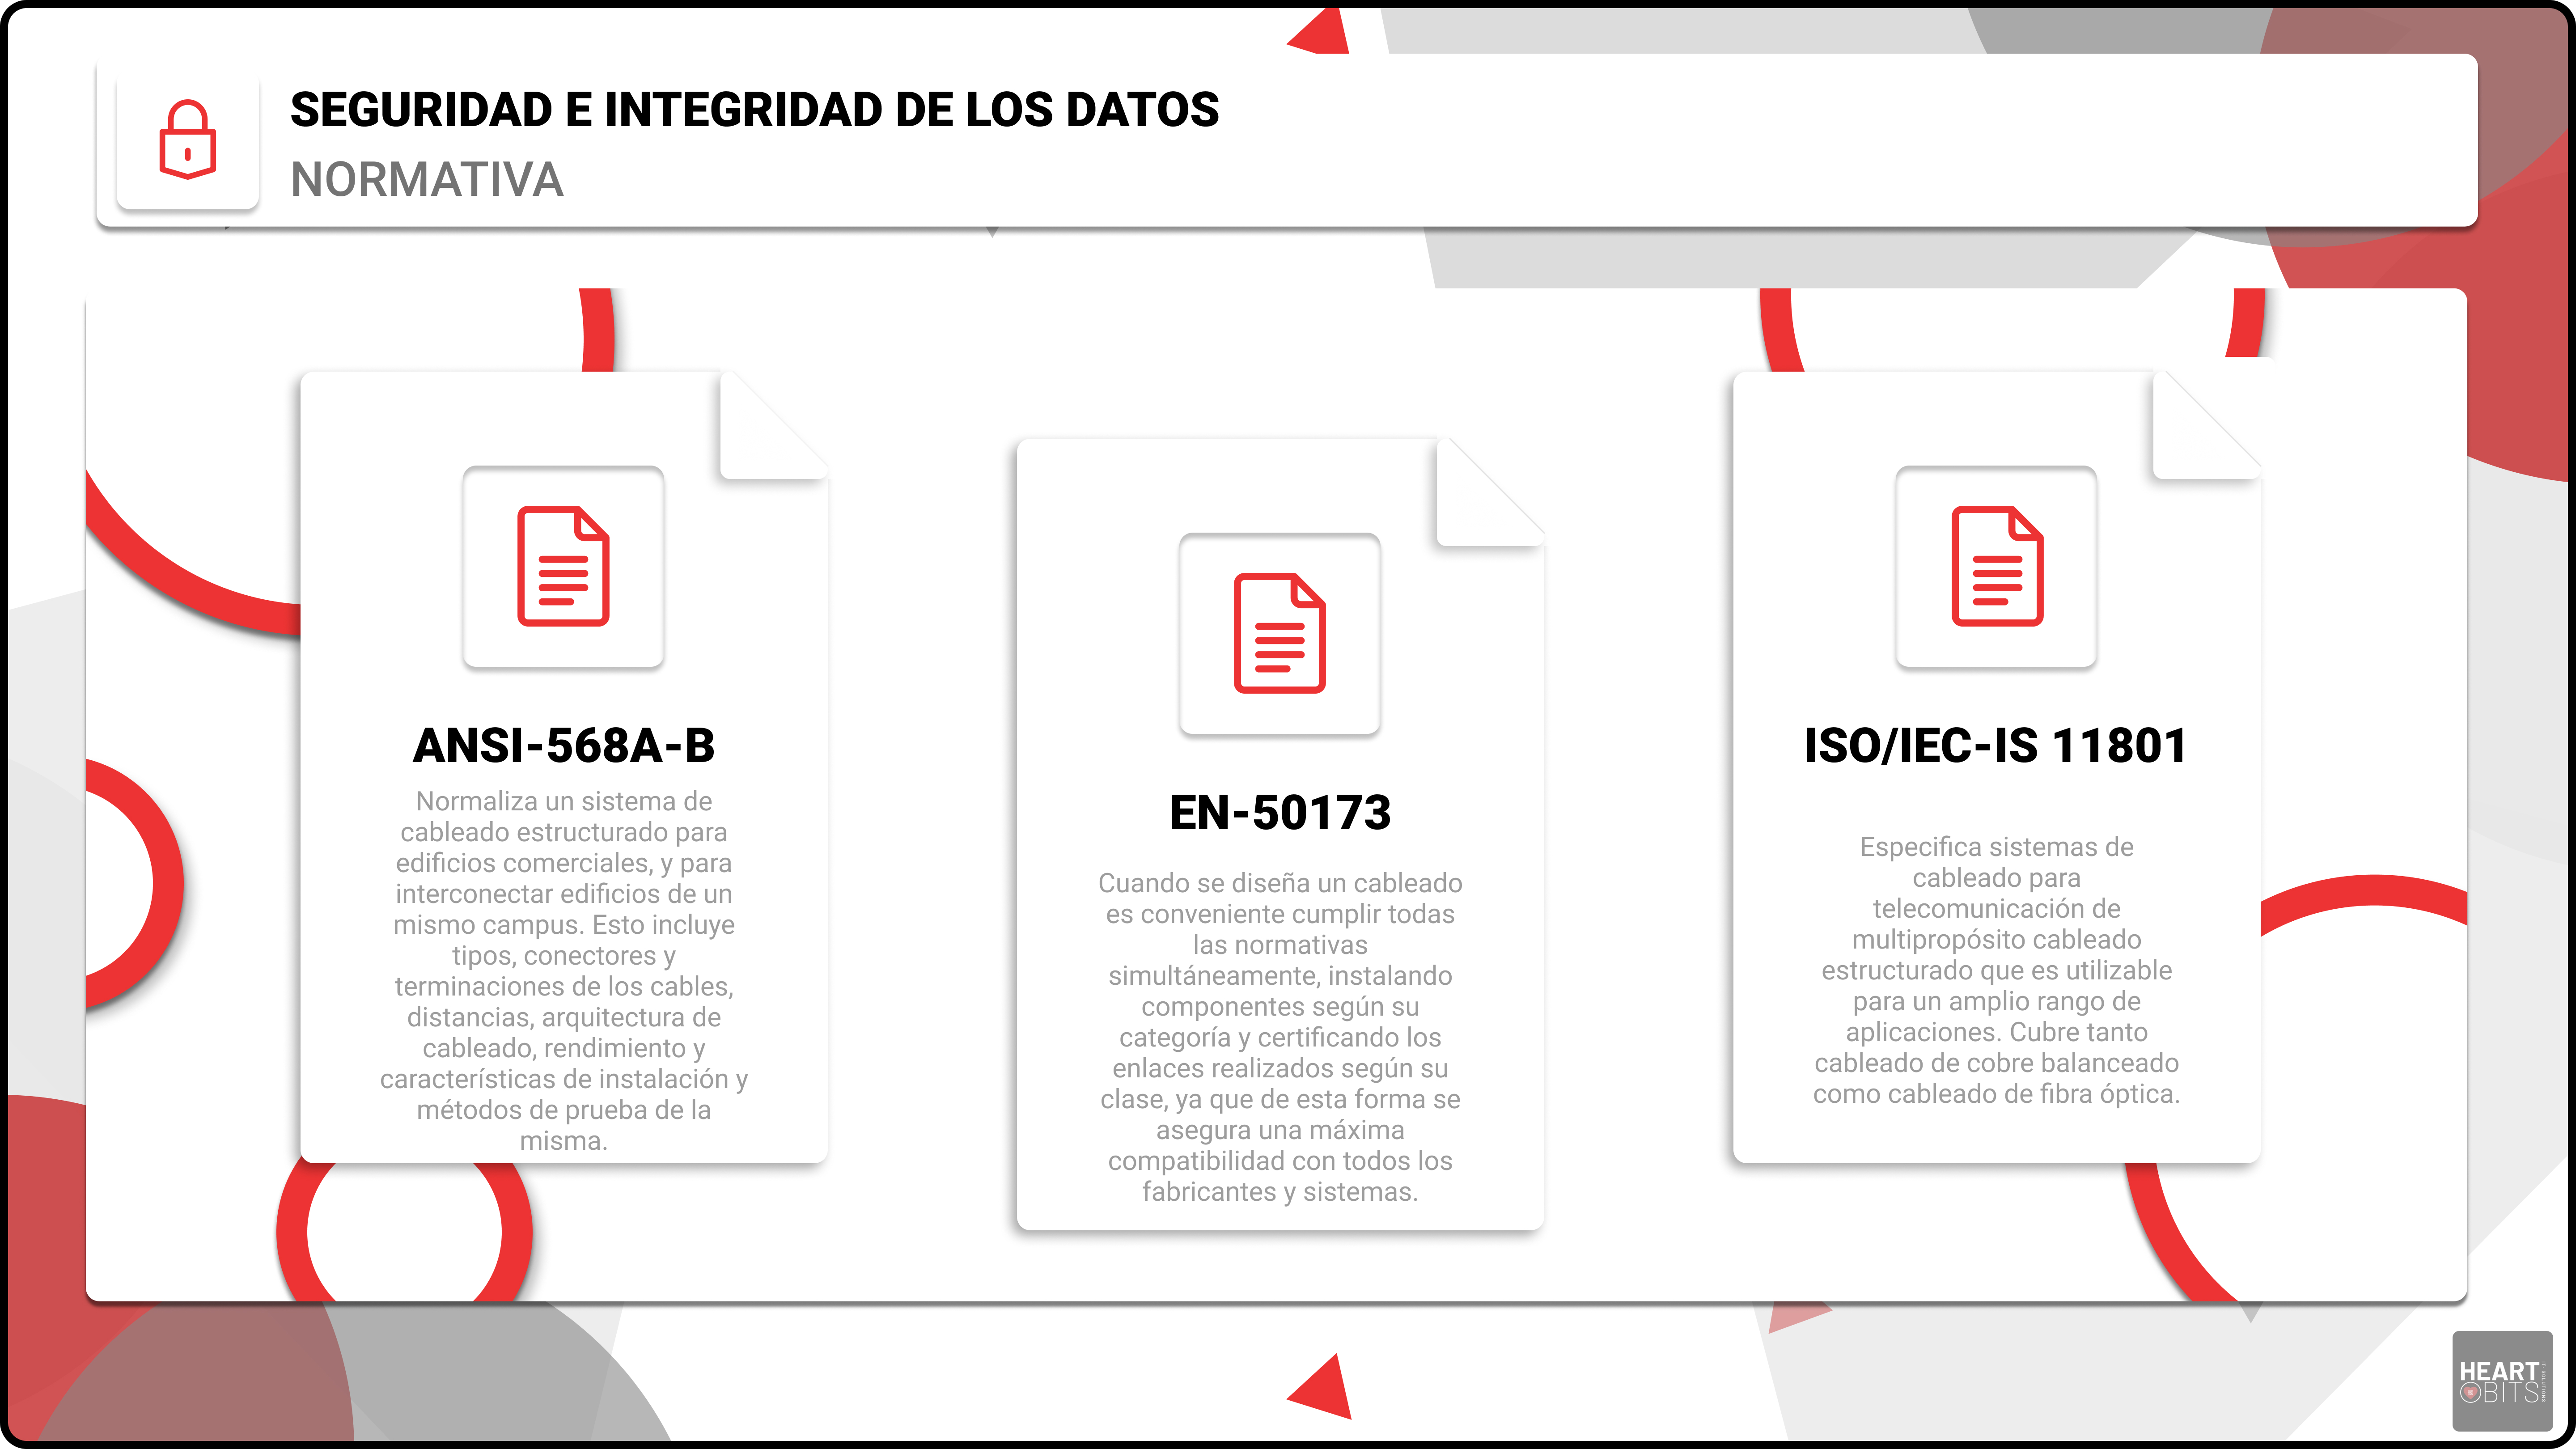 SEGURIDAD E INTEGRIDAD DE LOS DATOS
NORMATIVA
ANSI-568A-B
Normaliza un sistema de
cableado estructurado para
edificios comerciales, y para
interconectar edificios de un
mismo campus. Esto incluye
tipos, conectores y
terminaciones de los cables,
distancias, arquitectura de
cableado, rendimiento y
características de instalación y
métodos de prueba de la
misma.
EN-50173
Cuando se diseña un cableado
es conveniente cumplir todas
las normativas
simultáneamente, instalando
componentes según su
categoría y certificando los
enlaces realizados según su
clase, ya que de esta forma se
asegura una máxima
compatibilidad con todos los
fabricantes y sistemas.
ISO/IEC-IS 11801
Especifica sistemas de
cableado para
telecomunicación de
multipropósito cableado
estructurado que es utilizable
para un amplio rango de
aplicaciones. Cubre tanto
cableado de cobre balanceado
como cableado de fibra óptica.
HEART
BITS
IT SOLUTIONS